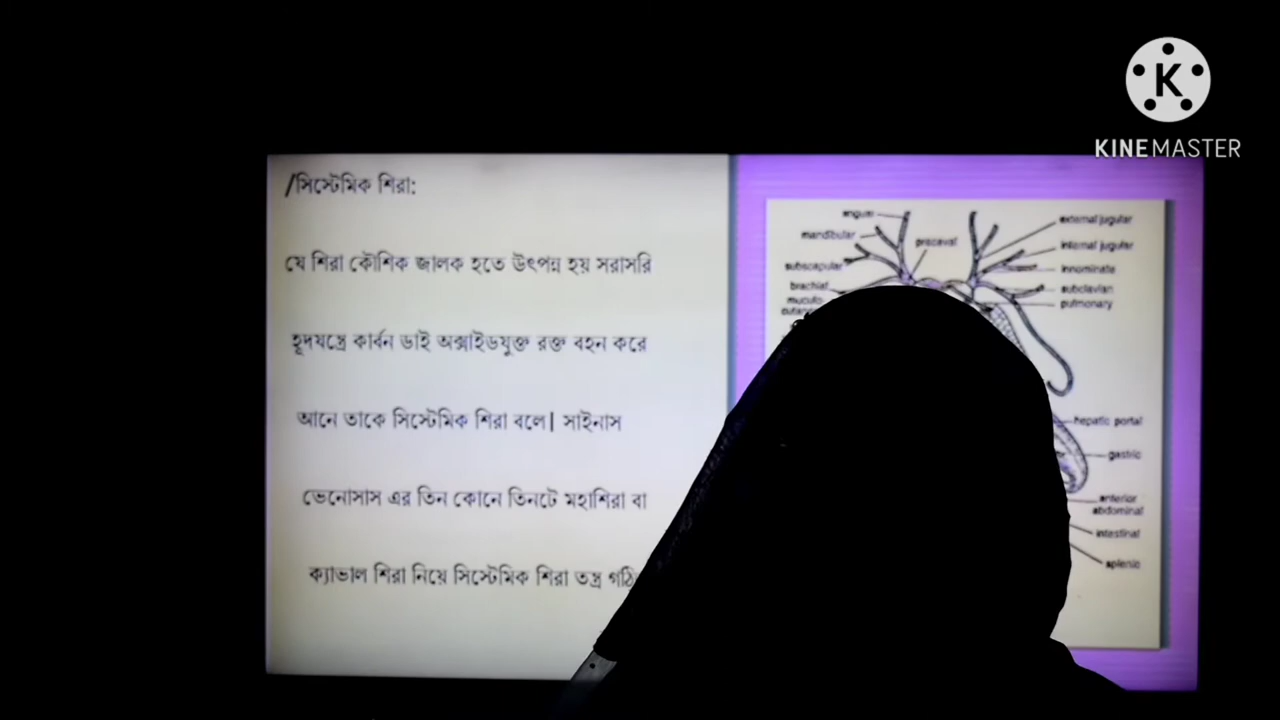 K
KINEMASTER
/সিস্টেমিক শিরা:
যে শিরা কৌশিক জালক হতে উৎপন্ন হয় সরাসরি
হূদযন্ত্রে কার্বন ডাই অক্সাইডযুক্ত রক্ত বহন করে
আনে তাকে সিস্টেমিক শিরা বলে| সাইনাস
ভেনোসাস এর তিন কোনে তিনটে মহাশিরা বা
ক্যাভাল শিরা নিয়ে সিস্টেমিক শিরা তন্ত্র
lingual
mandibular
precaval
subscapular
brachial
external jugular
internal jugular
innominate
subclavian
pulmonary
hepatic portal
gastric
anterior
abdominal
intestinal
splenic